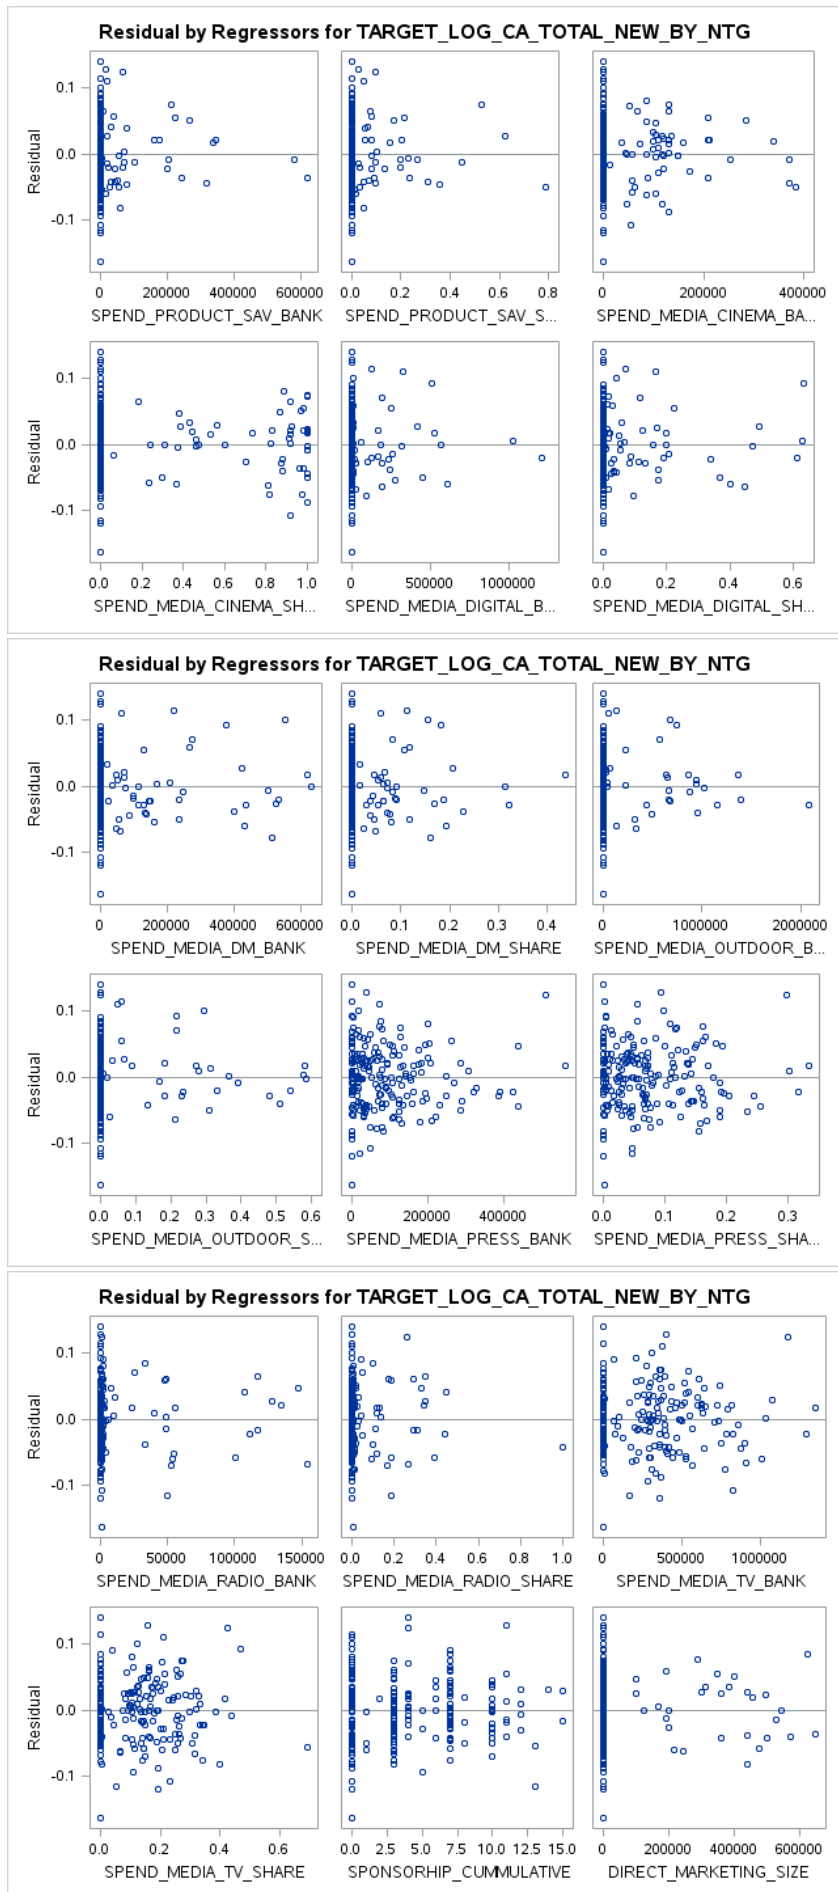 Residual by Regressors for TARGET_LOG_CA_TOTAL_NEW_BY_NTG
Residual
0.1
0.0
-0.1
0 200000 400000 600000
0.0 0.2 0.4 0.6 0.8
0 200000 400000
SPEND_PRODUCT_SAV_BANK
SPEND_PRODUCT_SAV_S...
SPEND_MEDIA_CINEMA_BA...
Residual
0.1
0.0
-0.1
0.0 0.2 0.4 0.6 0.8 1.0
0 500000 1000000
0.0 0.2 0.4 0.6
SPEND_MEDIA_CINEMA_SH...
SPEND_MEDIA_DIGITAL_B...
SPEND_MEDIA_DIGITAL_SH...
Residual by Regressors for TARGET_LOG_CA_TOTAL_NEW_BY_NTG
Residual
0.1
0.0
-0.1
0 200000 400000 600000
0.0 0.1 0.2 0.3 0.4
0 1000000 2000000
SPEND_MEDIA_DM_BANK
SPEND_MEDIA_DM_SHARE
SPEND_MEDIA_OUTDOOR_B...
Residual
0.1
0.0
-0.1
0.0 0.1 0.2 0.3 0.4 0.5 0.6
0 200000 400000
0.0 0.1 0.2 0.3
SPEND_MEDIA_OUTDOOR_S...
SPEND_MEDIA_PRESS_BANK
SPEND_MEDIA_PRESS_SHA...
Residual by Regressors for TARGET_LOG_CA_TOTAL_NEW_BY_NTG
Residual
0.1
0.0
-0.1
0 50000 100000 150000
0.0 0.2 0.4 0.6 0.8 1.0
0 500000 1000000
SPEND_MEDIA_RADIO_BANK
SPEND_MEDIA_RADIO_SHARE
SPEND_MEDIA_TV_BANK
Residual
0.1
0.0
-0.1
0.0 0.2 0.4 0.6
0.0 2.5 5.0 7.5 10.0 12.5 15.0
0 200000 400000 600000
SPEND_MEDIA_TV_SHARE
SPONSORHIP_CUMMULATIVE
DIRECT_MARKETING_SIZE